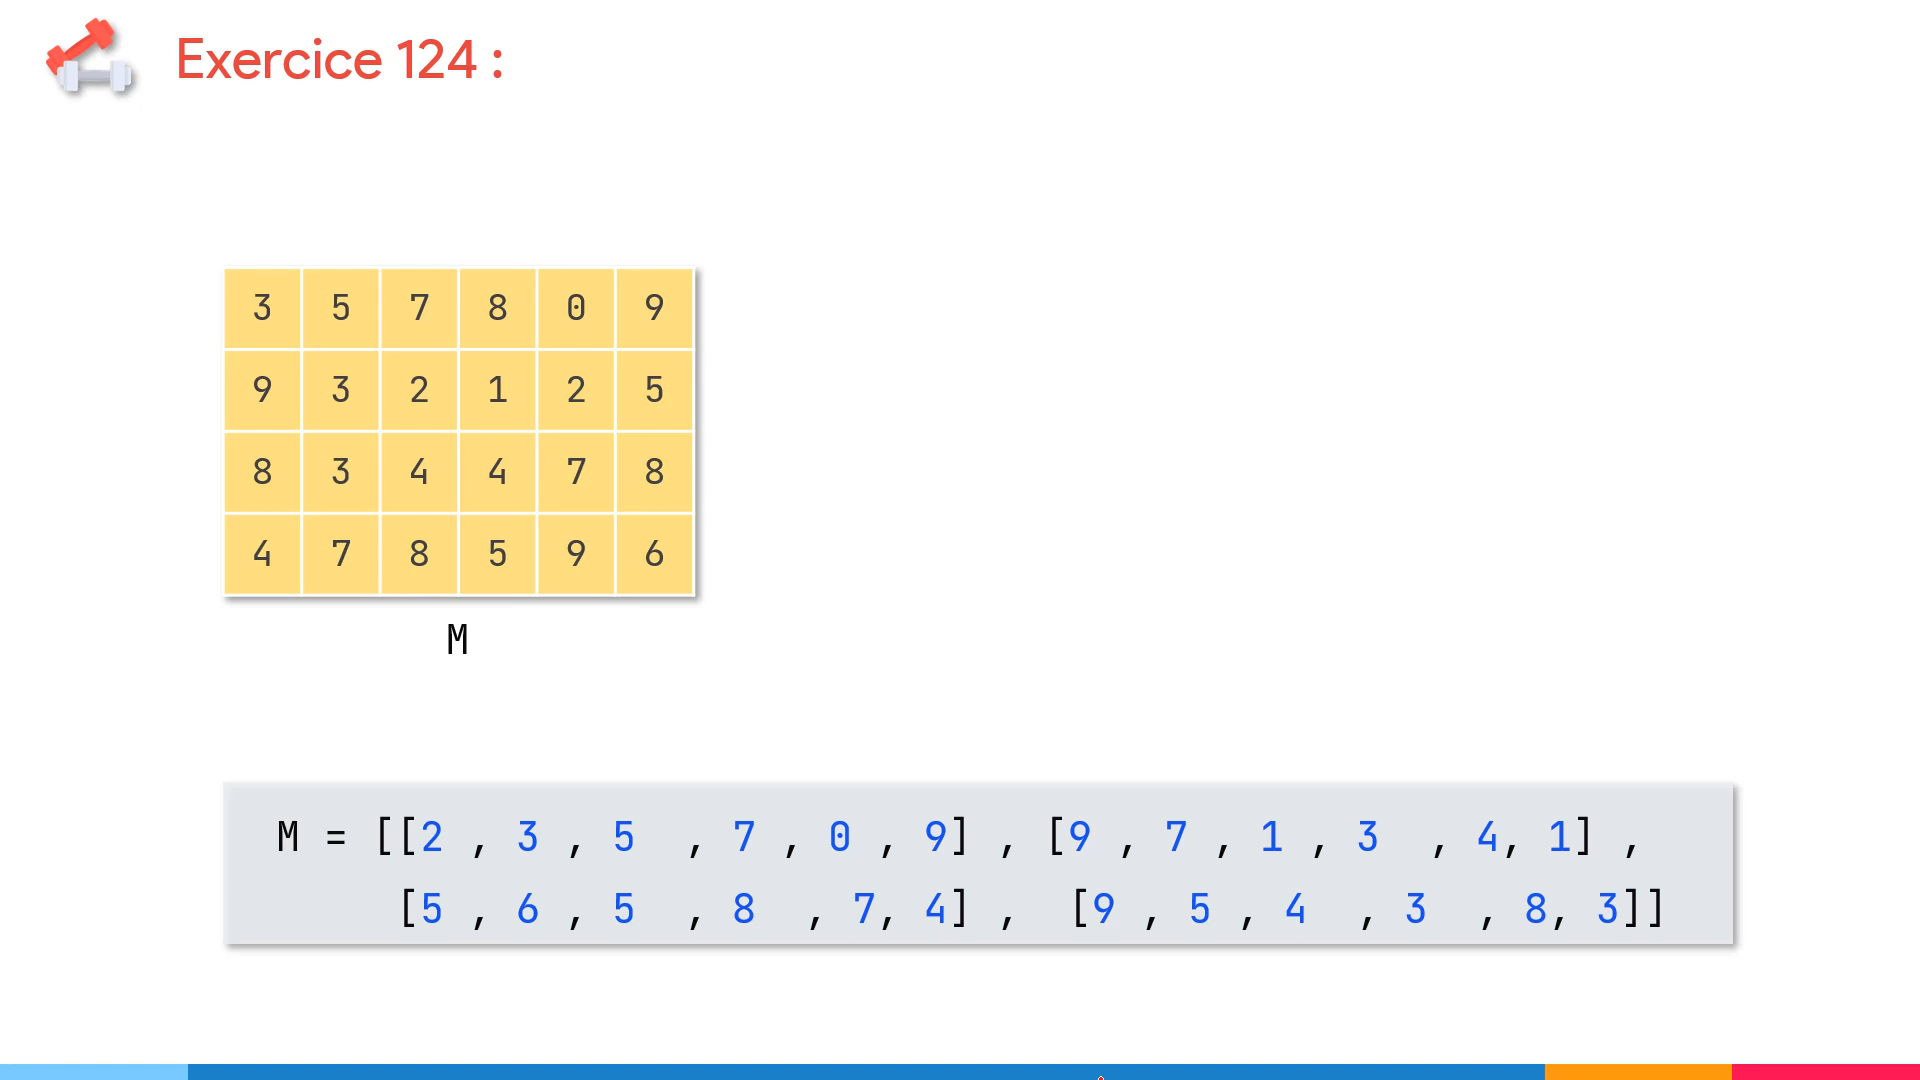 Exercice 124 :
3 5 7 8 0 9
9 3 2 1 2 5
8 3 4 4 7 8
4 7 8 5 9 6
M
M = [[2 , 3 , 5 , 7 , 0 , 9] , [9 , 7 , 1 , 3 , 4, 1] ,
[5 , 6 , 5 , 8 , 7, 4] , [9 , 5 , 4 , 3 , 8, 3]]